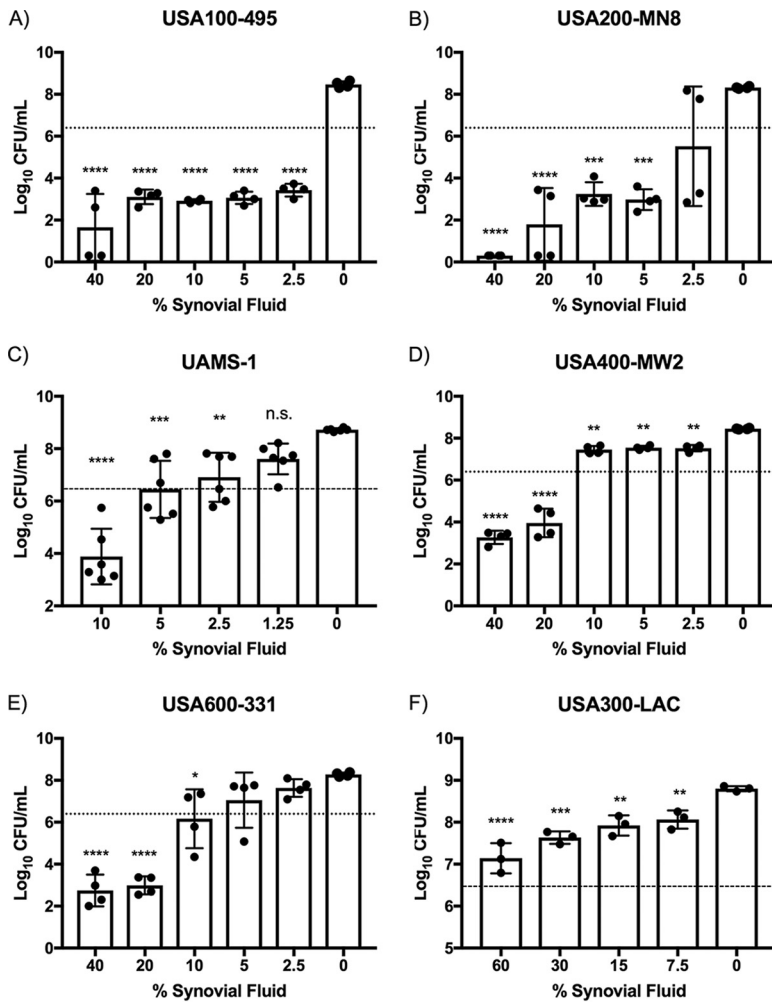 A) USA100-495
10
8
6
4
2
0
Log10 CFU/mL
**** **** **** **** ****
40 20 10 5 2.5 0
% Synovial Fluid
B) USA200-MN8
10
8
6
4
2
0
Log10 CFU/mL
**** **** *** ***
40 20 10 5 2.5 0
% Synovial Fluid
C) UAMS-1
10
8
6
4
2
Log10 CFU/mL
**** *** ** n.s.
10 5 2.5 1.25 0
% Synovial Fluid
D) USA400-MW2
10
8
6
4
2
0
Log10 CFU/mL
**** **** ** ** **
40 20 10 5 2.5 0
% Synovial Fluid
E) USA600-331
10
8
6
4
2
0
Log10 CFU/mL
**** **** *
40 20 10 5 2.5 0
% Synovial Fluid
F) USA300-LAC
9
8
7
6
5
Log10 CFU/mL
**** *** ** **
60 30 15 7.5 0
% Synovial Fluid